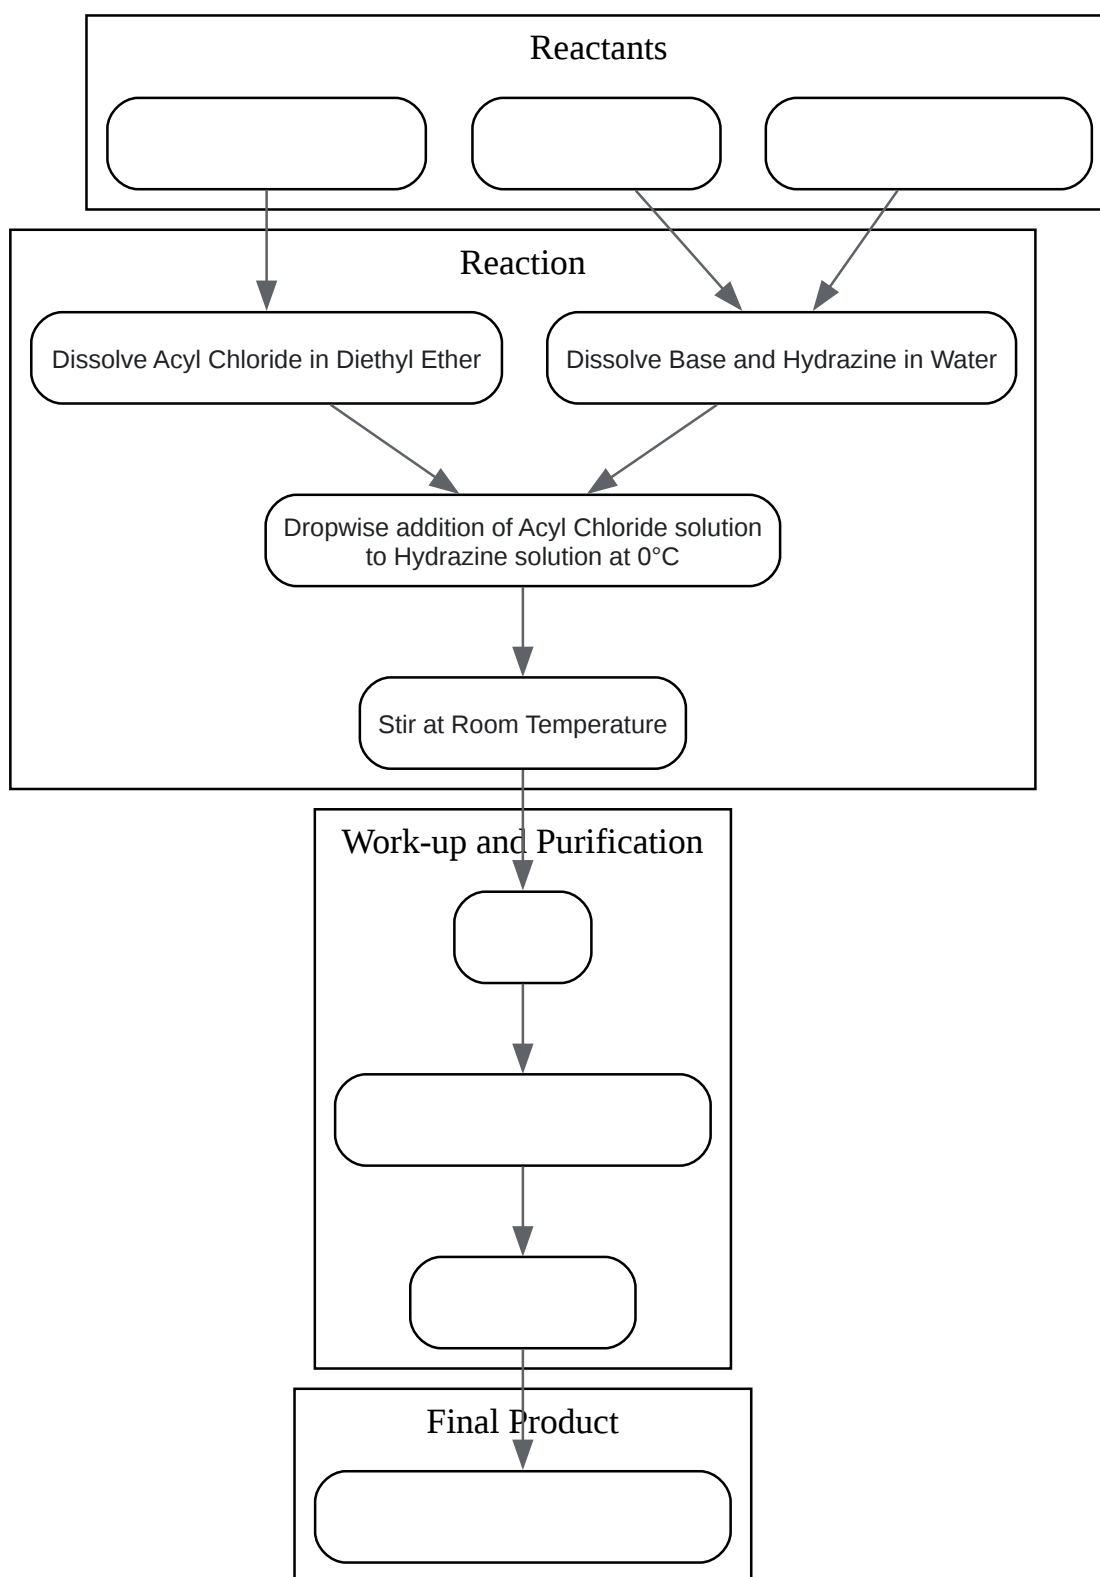 Reactants
Reaction
Dissolve Acyl Chloride in Diethyl Ether
Dissolve Base and Hydrazine in Water
Dropwise addition of Acyl Chloride solution
to Hydrazine solution at 0°C
Stir at Room Temperature
Work-up and Purification
Final Product